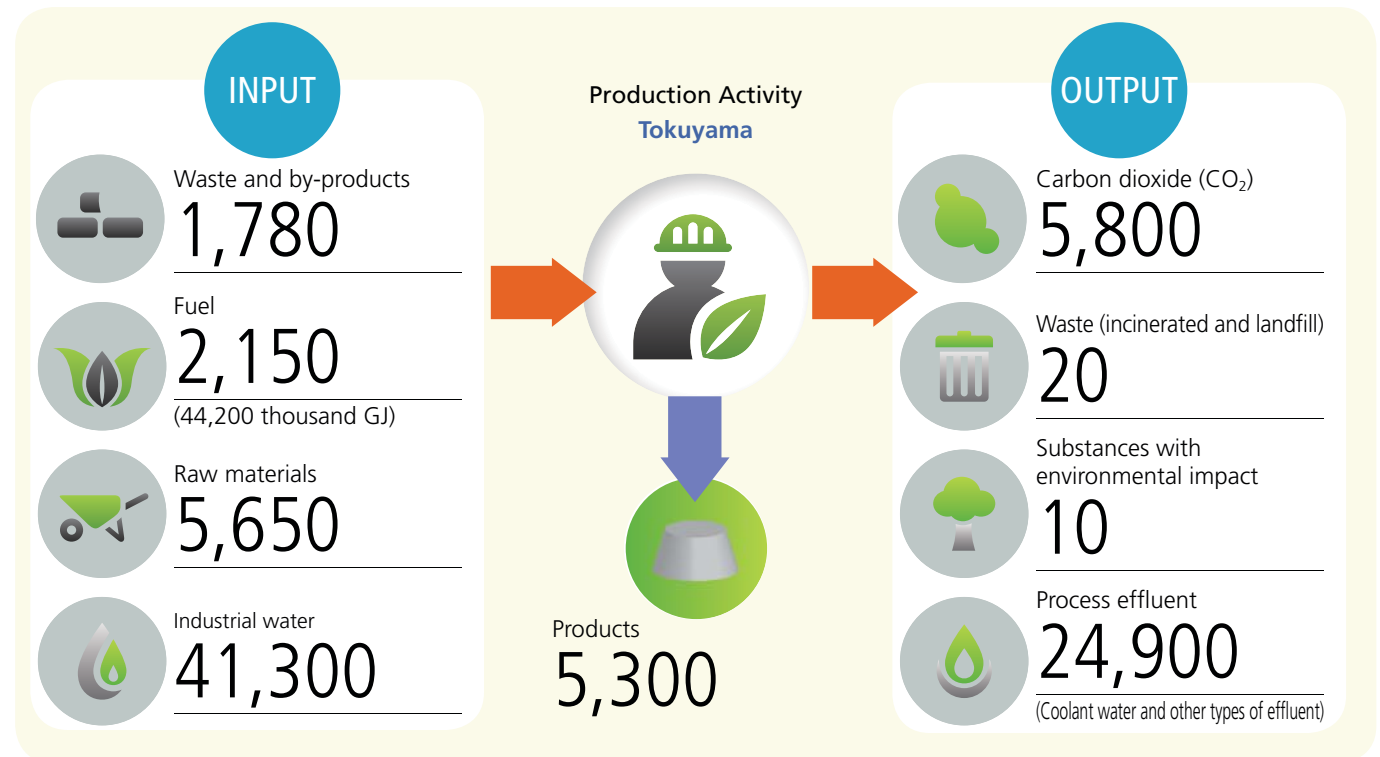 INPUT
Waste and by-products
1,780
Fuel
2,150
(44,200 thousand GJ)
Raw materials
5,650
Industrial water
41,300
Production Activity
Tokuyama
Products
5,300
OUTPUT
Carbon dioxide (CO₂)
5,800
Waste (incinerated and landfill)
20
Substances with
environmental impact
10
Process effluent
24,900
(Coolant water and other types of effluent)